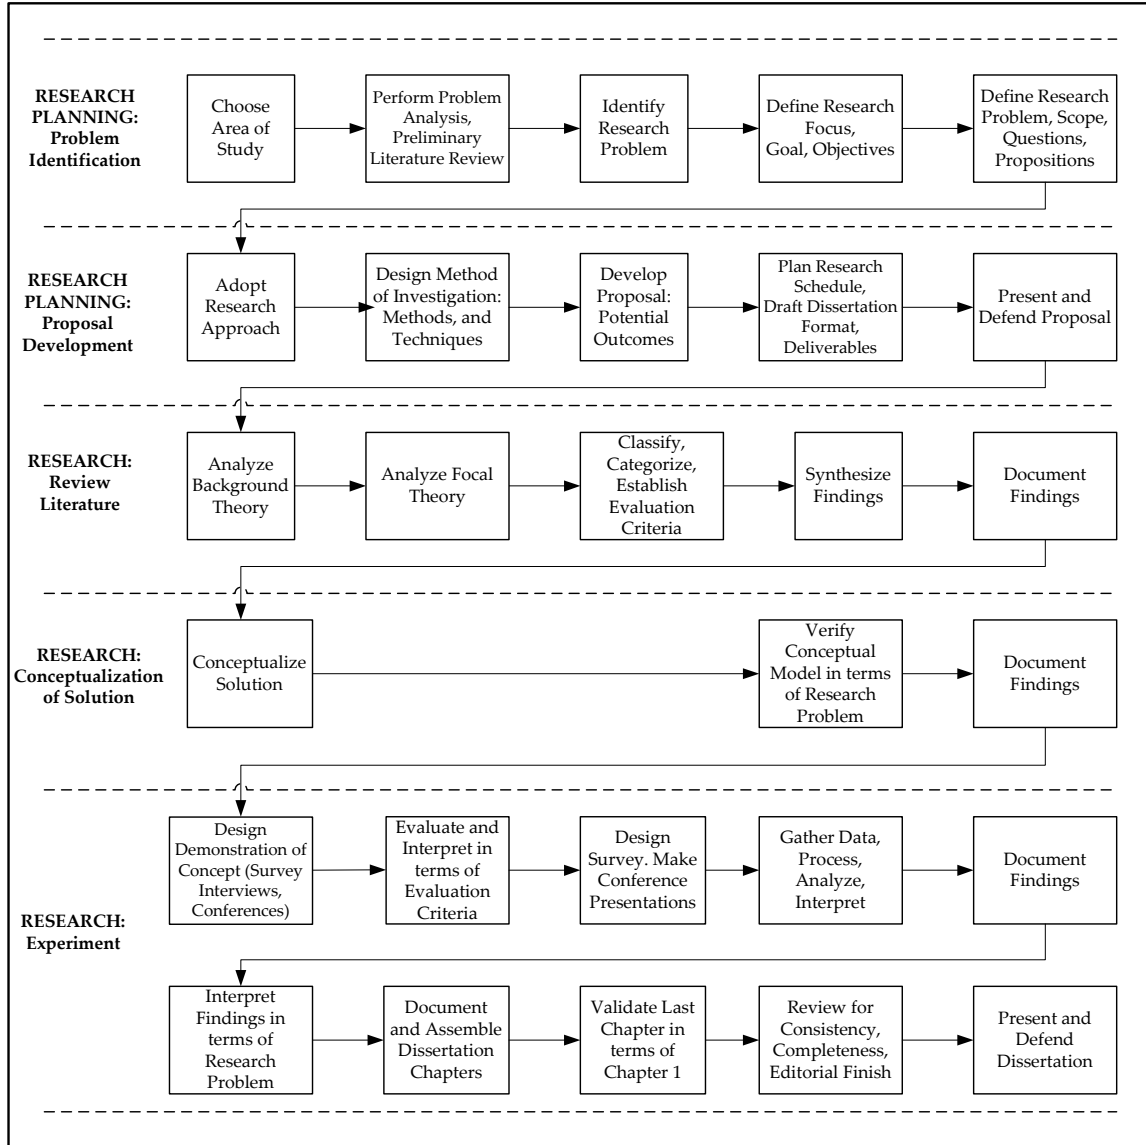 RESEARCH
PLANNING:
Problem
Identification
Choose
Area of
Study
Perform Problem
Analysis,
Preliminary
Literature Review
Identify
Research
Problem
Define Research
Focus,
Goal, Objectives
Define Research
Problem, Scope,
Questions,
Propositions
RESEARCH
PLANNING:
Proposal
Development
Adopt
Research
Approach
Design Method
of Investigation:
Methods, and
Techniques
Develop
Proposal:
Potential
Outcomes
Plan Research
Schedule,
Draft Dissertation
Format,
Deliverables
Present and
Defend Proposal
RESEARCH:
Review
Literature
Analyze
Background
Theory
Analyze Focal
Theory
Classify,
Categorize,
Establish
Evaluation
Criteria
Synthesize
Findings
Document
Findings
RESEARCH:
Conceptualization
of Solution
Conceptualize
Solution
Verify
Conceptual
Model in terms
of Research
Problem
Document
Findings
RESEARCH:
Experiment
Design
Demonstration of
Concept (Survey
Interviews,
Conferences)
Evaluate and
Interpret in
terms of
Evaluation
Criteria
Design
Survey. Make
Conference
Presentations
Gather Data,
Process,
Analyze,
Interpret
Document
Findings
Interpret
Findings in
terms of
Research
Problem
Document
and Assemble
Dissertation
Chapters
Validate Last
Chapter in
terms of
Chapter 1
Review for
Consistency,
Completeness,
Editorial Finish
Present and
Defend
Dissertation